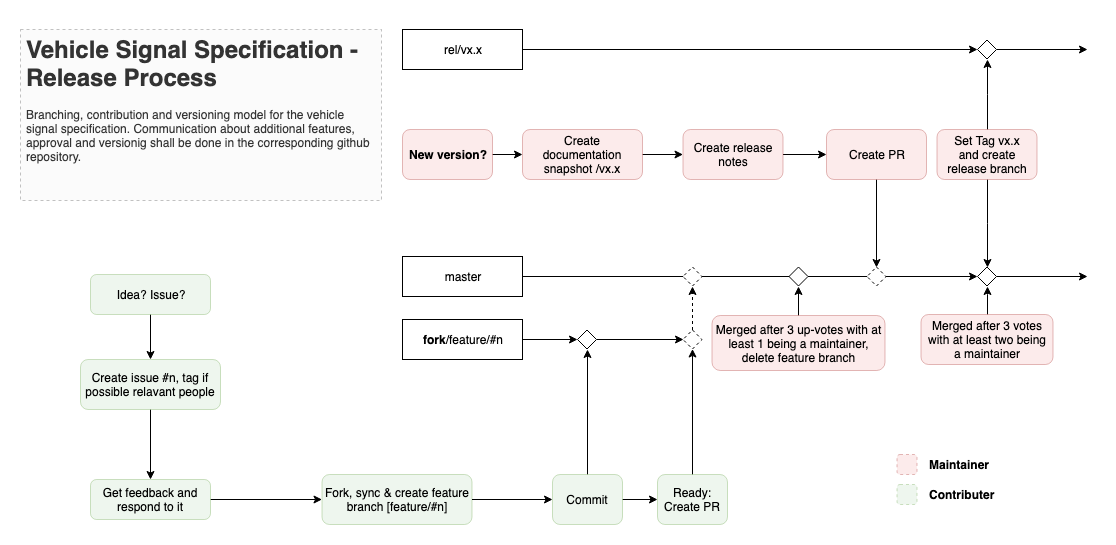 Vehicle Signal Specification -
Release Process
Branching, contribution and versioning model for the vehicle
signal specification. Communication about additional features,
approval and versionig shall be done in the corresponding github
repository.
rel/vx.x
New version?
Create
documentation
snapshot /vx.x
Create release
notes
Create PR
Set Tag vx.x
and create
release branch
master
fork/feature/#n
Merged after 3 up-votes with at
least 1 being a maintainer,
delete feature branch
Merged after 3 votes
with at least two being
a maintainer
Idea? Issue?
Create issue #n, tag if
possible relavant people
Get feedback and
respond to it
Fork, sync & create feature
branch [feature/#n]
Commit
Ready:
Create PR
Maintainer
Contributer